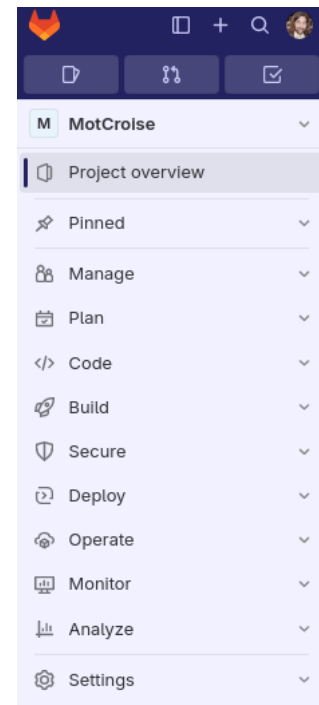 M MotCroise
Project overview
Pinned
Manage
Plan
Code
Build
Secure
Deploy
Operate
Monitor
Analyze
Settings